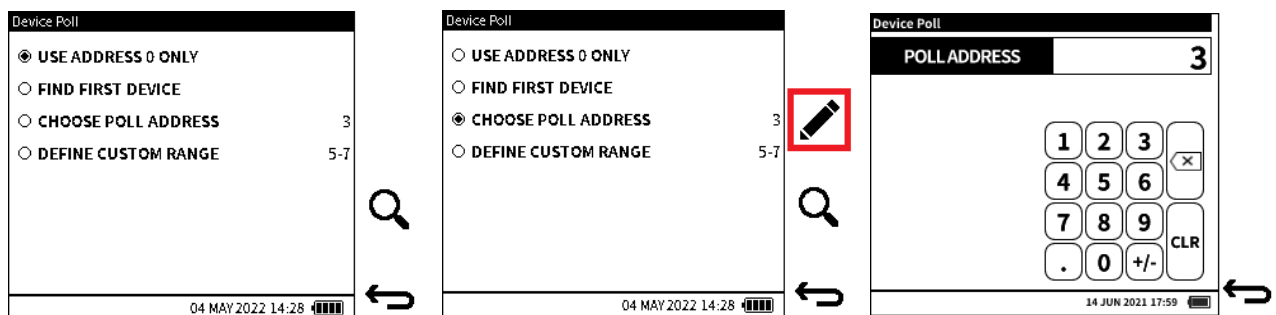 Device Poll
USE ADDRESS 0 ONLY
FIND FIRST DEVICE
CHOOSE POLL ADDRESS 3
DEFINE CUSTOM RANGE 5-7
04 MAY 2022 14:28
Device Poll
USE ADDRESS 0 ONLY
FIND FIRST DEVICE
CHOOSE POLL ADDRESS 3
DEFINE CUSTOM RANGE 5-7
04 MAY 2022 14:28
Device Poll
POLL ADDRESS 3
1 2 3
4 5 6
7 8 9
CLR
. 0 +/-
14 JUN 2021 17:59